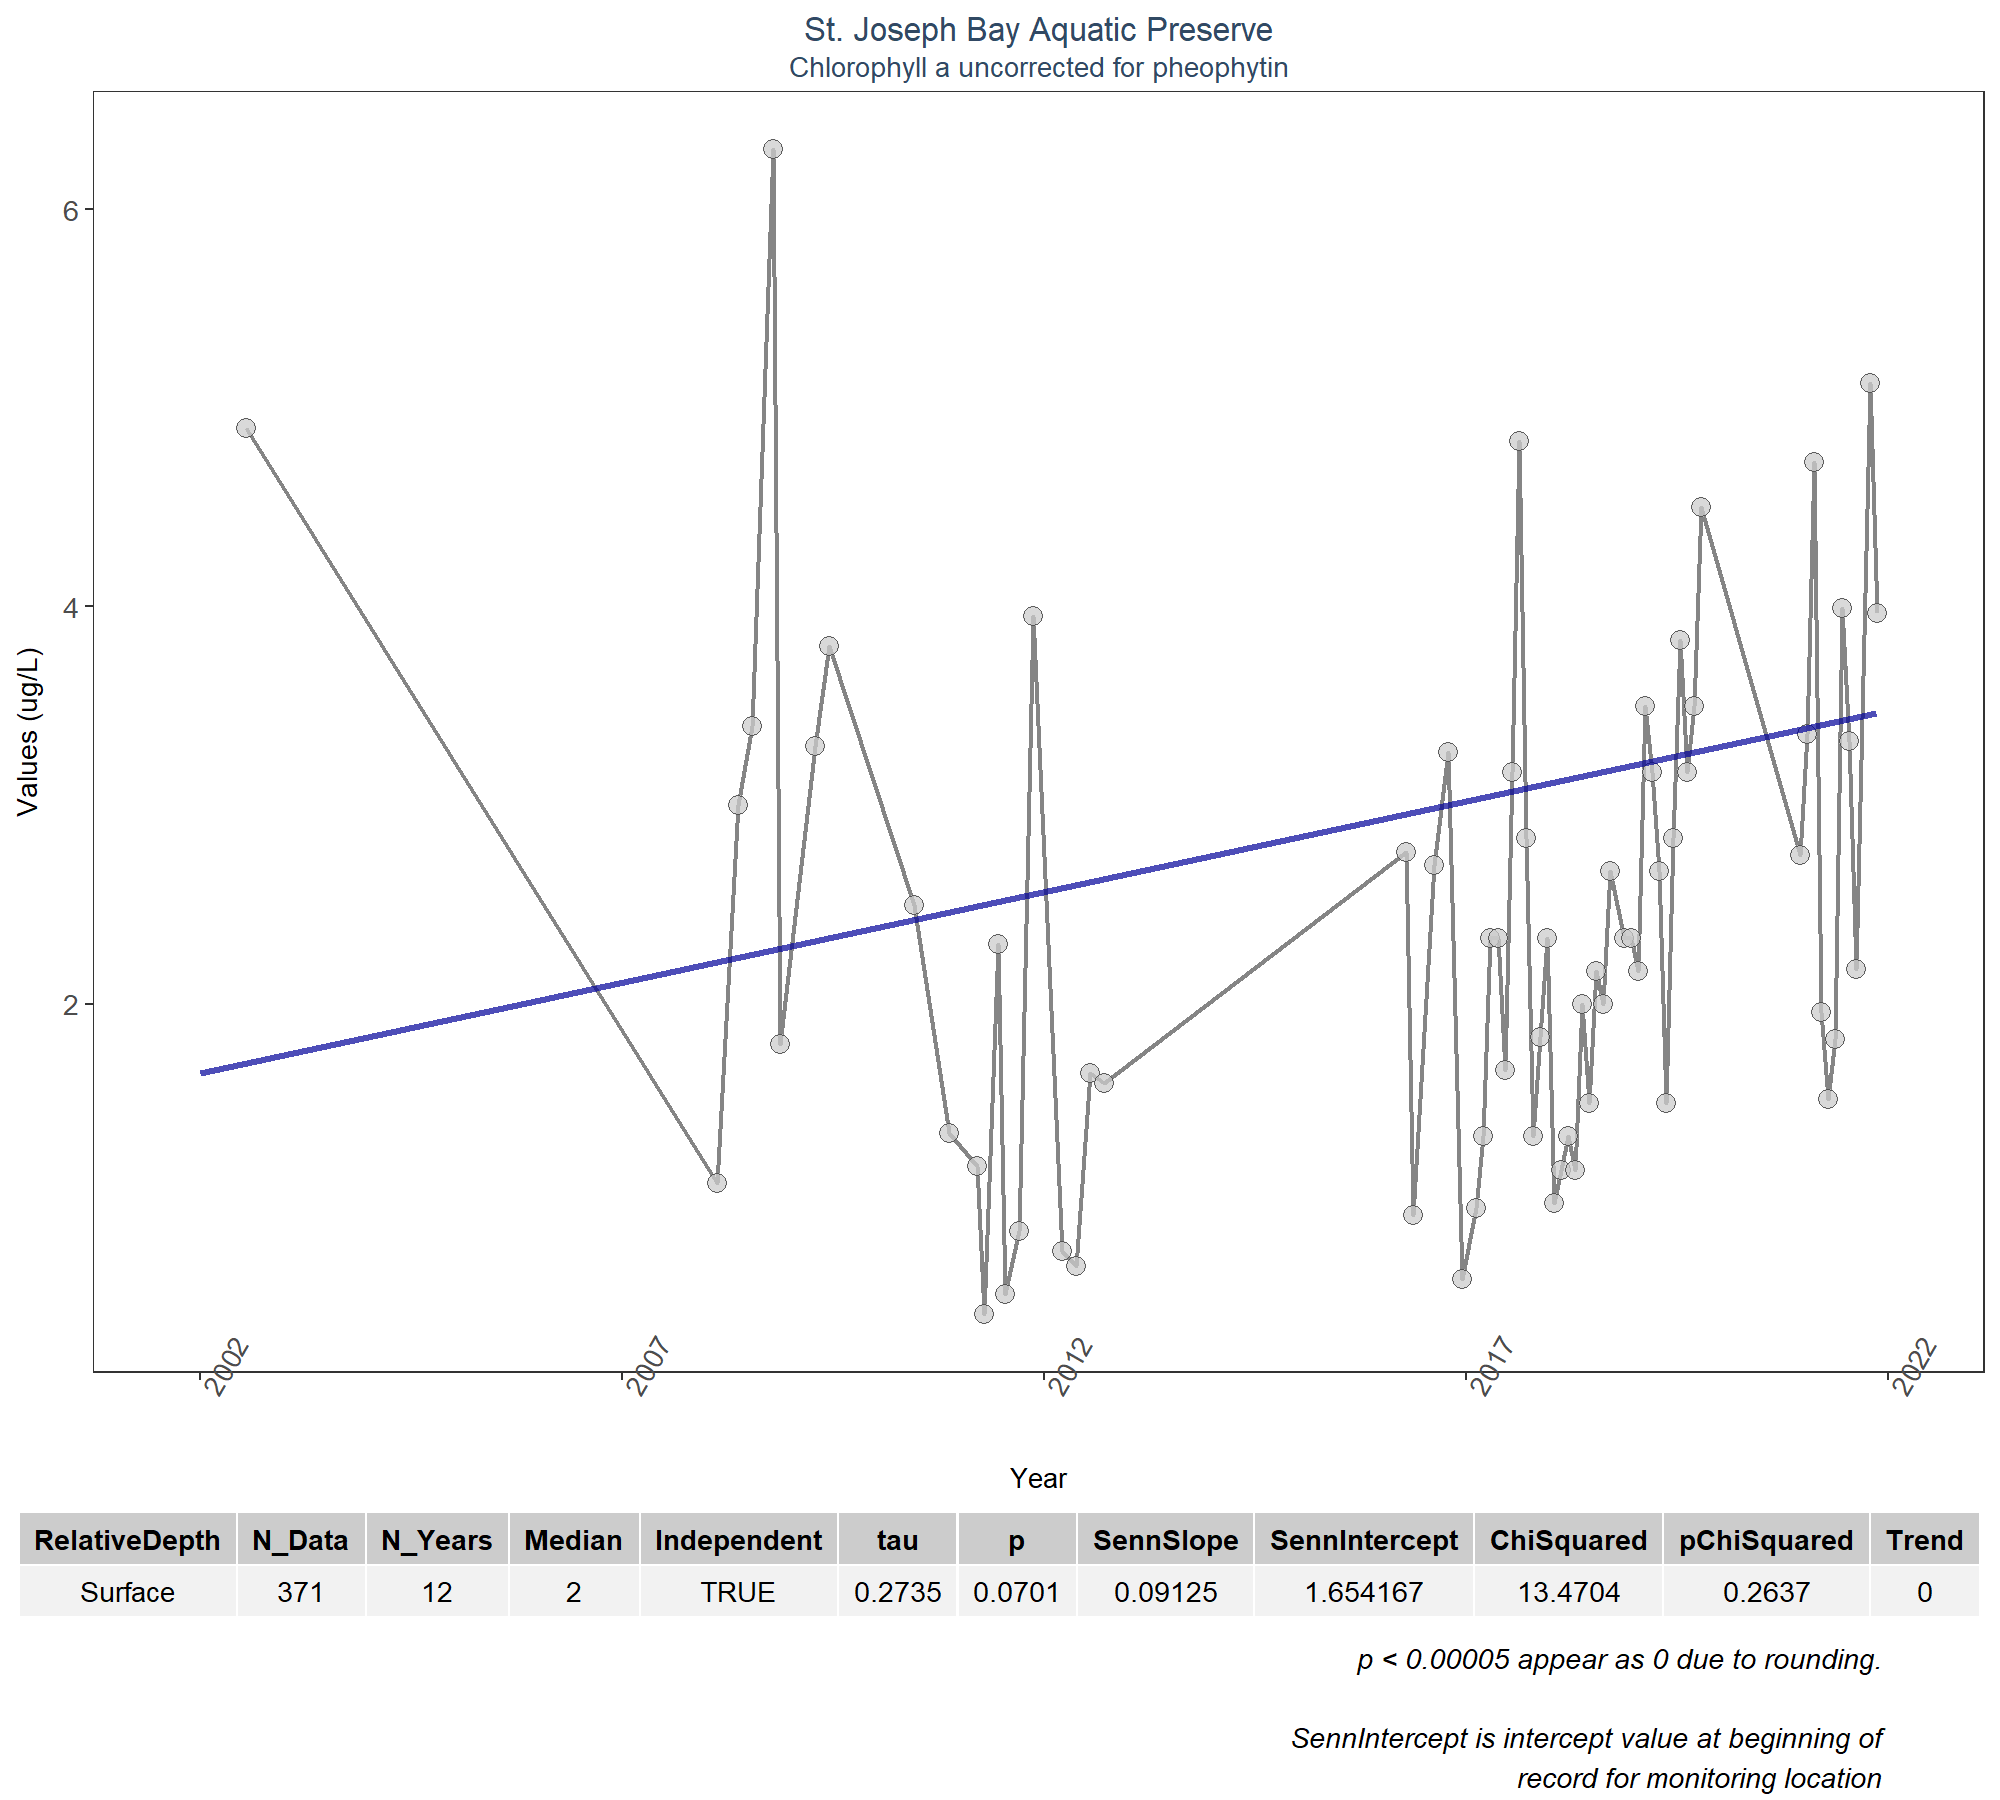 St. Joseph Bay Aquatic Preserve
Chlorophyll a uncorrected for pheophytin
Values (ug/L)
6
4
2
2002 2007 2012 2017 2022
Year
RelativeDepth N_Data N_Years Median Independent tau p SennSlope SennIntercept ChiSquared pChiSquared Trend
Surface 371 12 2 TRUE 0.2735 0.0701 0.09125 1.654167 13.4704 0.2637 0
p < 0.00005 appear as 0 due to rounding.
SennIntercept is intercept value at beginning of
record for monitoring location